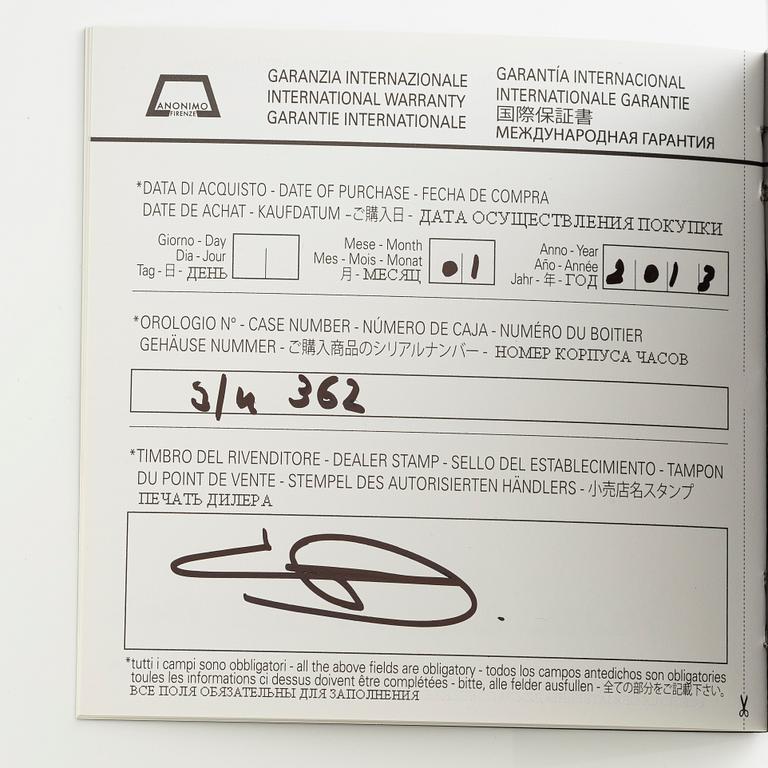 ANONIMO
FIRENZE
GARANZIA INTERNAZIONALE
INTERNATIONAL WARRANTY
GARANTIE INTERNATIONALE
GARANTÍA INTERNACIONAL
INTERNATIONALE GARANTIE
国際保証書
МЕЖДУНАРОДНАЯ ГАРАНТИЯ
*DATA DI ACQUISTO - DATE OF PURCHASE - FECHA DE COMPRA
DATE DE ACHAT - KAUFDATUM -ご購入日- ДАТА ОСУЩЕСТВЛЕНИЯ ПОКУПКИ
Giorno - Day
Dia - Jour
Tag - 日 - ДЕНЬ
Mese - Month
Mes - Mois - Monat
月 - МЕСЯЦ
01
Anno - Year
Año - Année
Jahr - 年 - ГОД
2013
*OROLOGIO Nº - CASE NUMBER - NÚMERO DE CAJA - NUMÉRO DU BOITIER
GEHÄUSE NUMMER - ご購入商品のシリアルナンバー - НОМЕР КОРПУСА ЧАСОВ
s/n 362
*TIMBRO DEL RIVENDITORE - DEALER STAMP - SELLO DEL ESTABLECIMIENTO - TAMPON
DU POINT DE VENTE - STEMPEL DES AUTORISIERTEN HÄNDLERS - 小売店名スタンプ
ПЕЧАТЬ ДИЛЕРА
*tutti i campi sono obbligatori - all the above fields are obligatory - todos los campos antedichos son obligatories
toules les informations ci dessus doivent être complétées - bitte, alle felder ausfullen - 全ての部分をご記載下さい。
ВСЕ ПОЛЯ ОБЯЗАТЕЛЬНЫ ДЛЯ ЗАПОЛНЕНИЯ